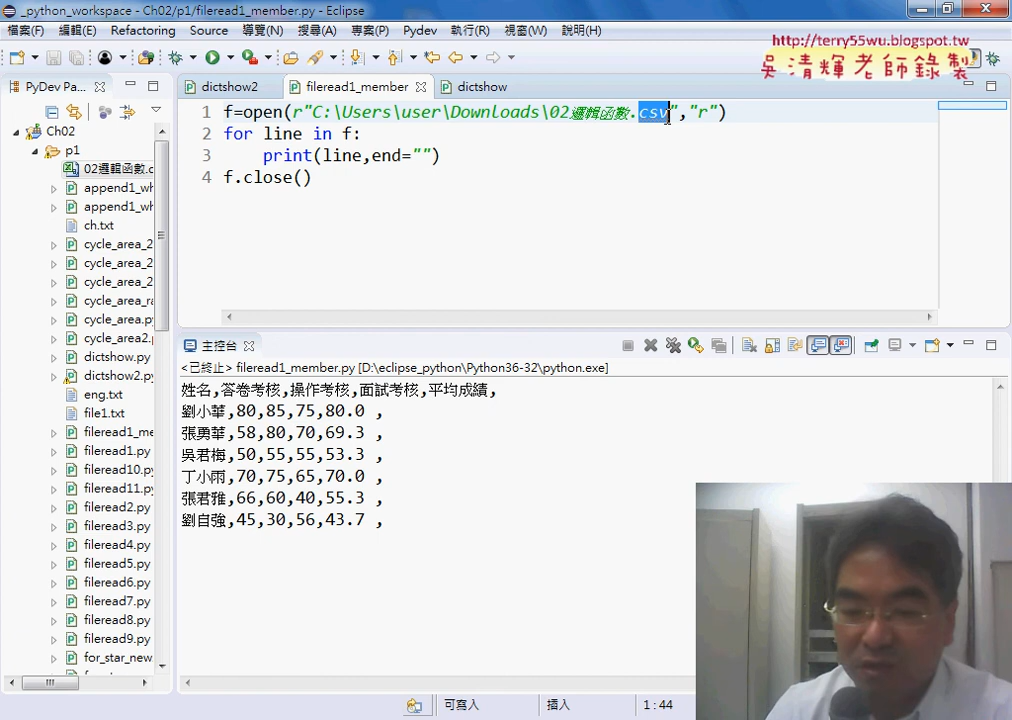 _python_workspace - Ch02/p1/fileread1_member.py - Eclipse
檔案(F) 編輯(E) Refactoring Source 導覽(N) 搜尋(A) 專案(P) Pydev 執行(R) 視窗(W) 說明(H)
http://terry55wu.blogspot.tw
吳清輝老師錄製
PyDev Pa...
dictshow2
fileread1_member
dictshow
1 f=open(r"C:\Users\user\Downloads\02邏輯函數.csv","r")
2 for line in f:
3 print(line,end="")
4 f.close()
Ch02
p1
02邏輯函數.c
append1_wh
append1_wh
ch.txt
cycle_area_2
cycle_area_2
cycle_area_2
cycle_area_ra
cycle_area.py
cycle_area2.p
dictshow.py
dictshow2.py
eng.txt
file1.txt
fileread1_me
fileread1.py
fileread10.py
fileread11.py
fileread2.py
fileread3.py
fileread4.py
fileread5.py
fileread6.py
fileread7.py
fileread8.py
fileread9.py
for_star_new
主控台
<已終止> fileread1_member.py [D:\eclipse_python\Python36-32\python.exe]
姓名,答卷考核,操作考核,面試考核,平均成績,
劉小華,80,85,75,80.0 ,
張勇華,58,80,70,69.3 ,
吳君梅,50,55,55,53.3 ,
丁小雨,70,75,65,70.0 ,
張君雅,66,60,40,55.3 ,
劉自強,45,30,56,43.7 ,
可寫入
插入
1:44